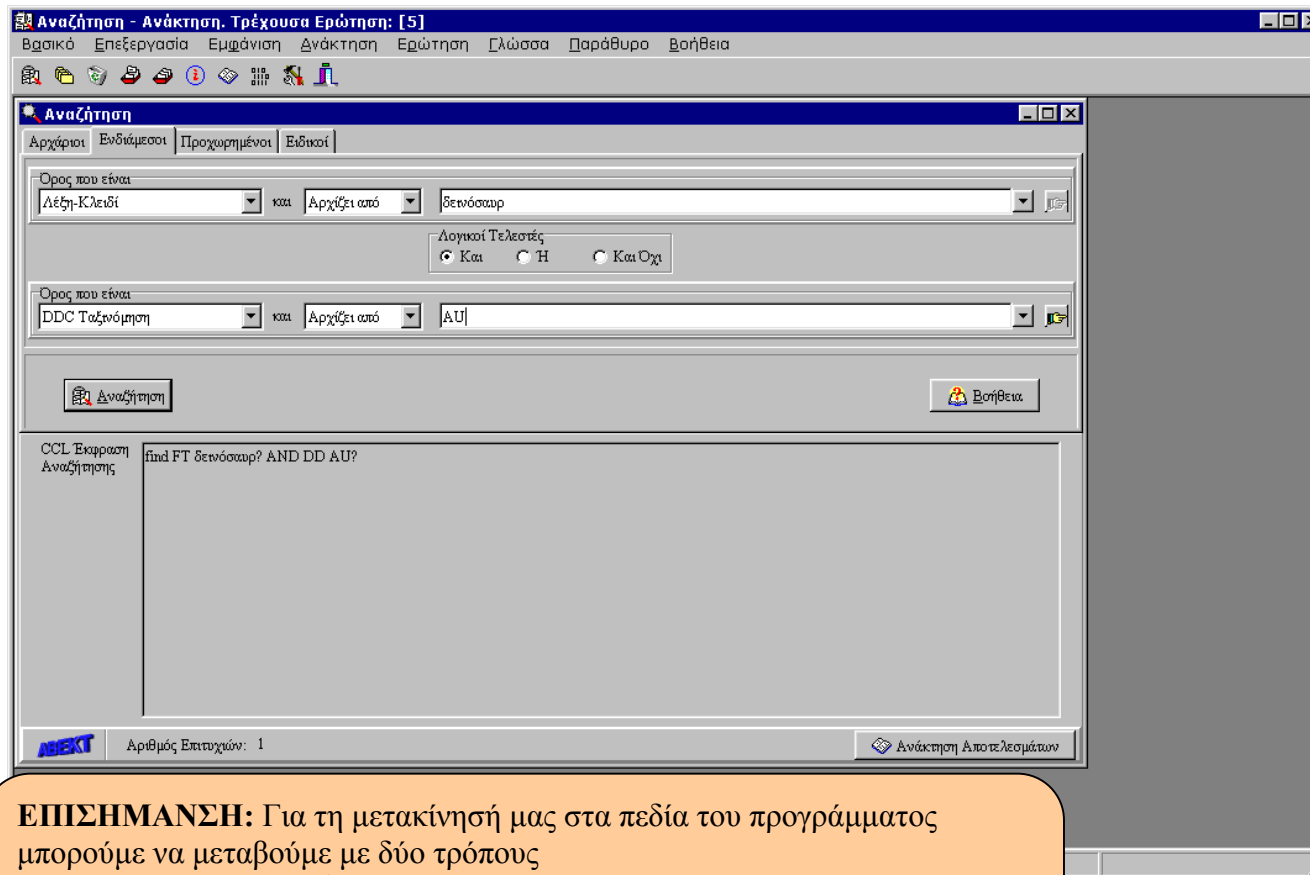 Αναζήτηση - Ανάκτηση. Τρέχουσα Ερώτηση: [5]
Βασικό Επεξεργασία Εμφάνιση Ανάκτηση Ερώτηση Γλώσσα Παράθυρο Βοήθεια
Αναζήτηση
Αρχάριοι Ενδιάμεσοι Προχωρημένοι Ειδικοί
Όρος που είναι
Λέξη-Κλειδί και Αρχίζει από δεινόσαυρ
Λογικοί Τελεστές
Και Ή Και Όχι
Όρος που είναι
DDC Ταξινόμηση και Αρχίζει από AU
Αναζήτηση Βοήθεια
CCL Έκφραση
Αναζήτησης
find FT δεινόσαυρ? AND DD AU?
ABEKT Αριθμός Επιτυχιών: 1 Ανάκτηση Αποτελεσμάτων
ΕΠΙΣΗΜΑΝΣΗ: Για τη μετακίνησή μας στα πεδία του προγράμματος
μπορούμε να μεταβούμε με δύο τρόπους